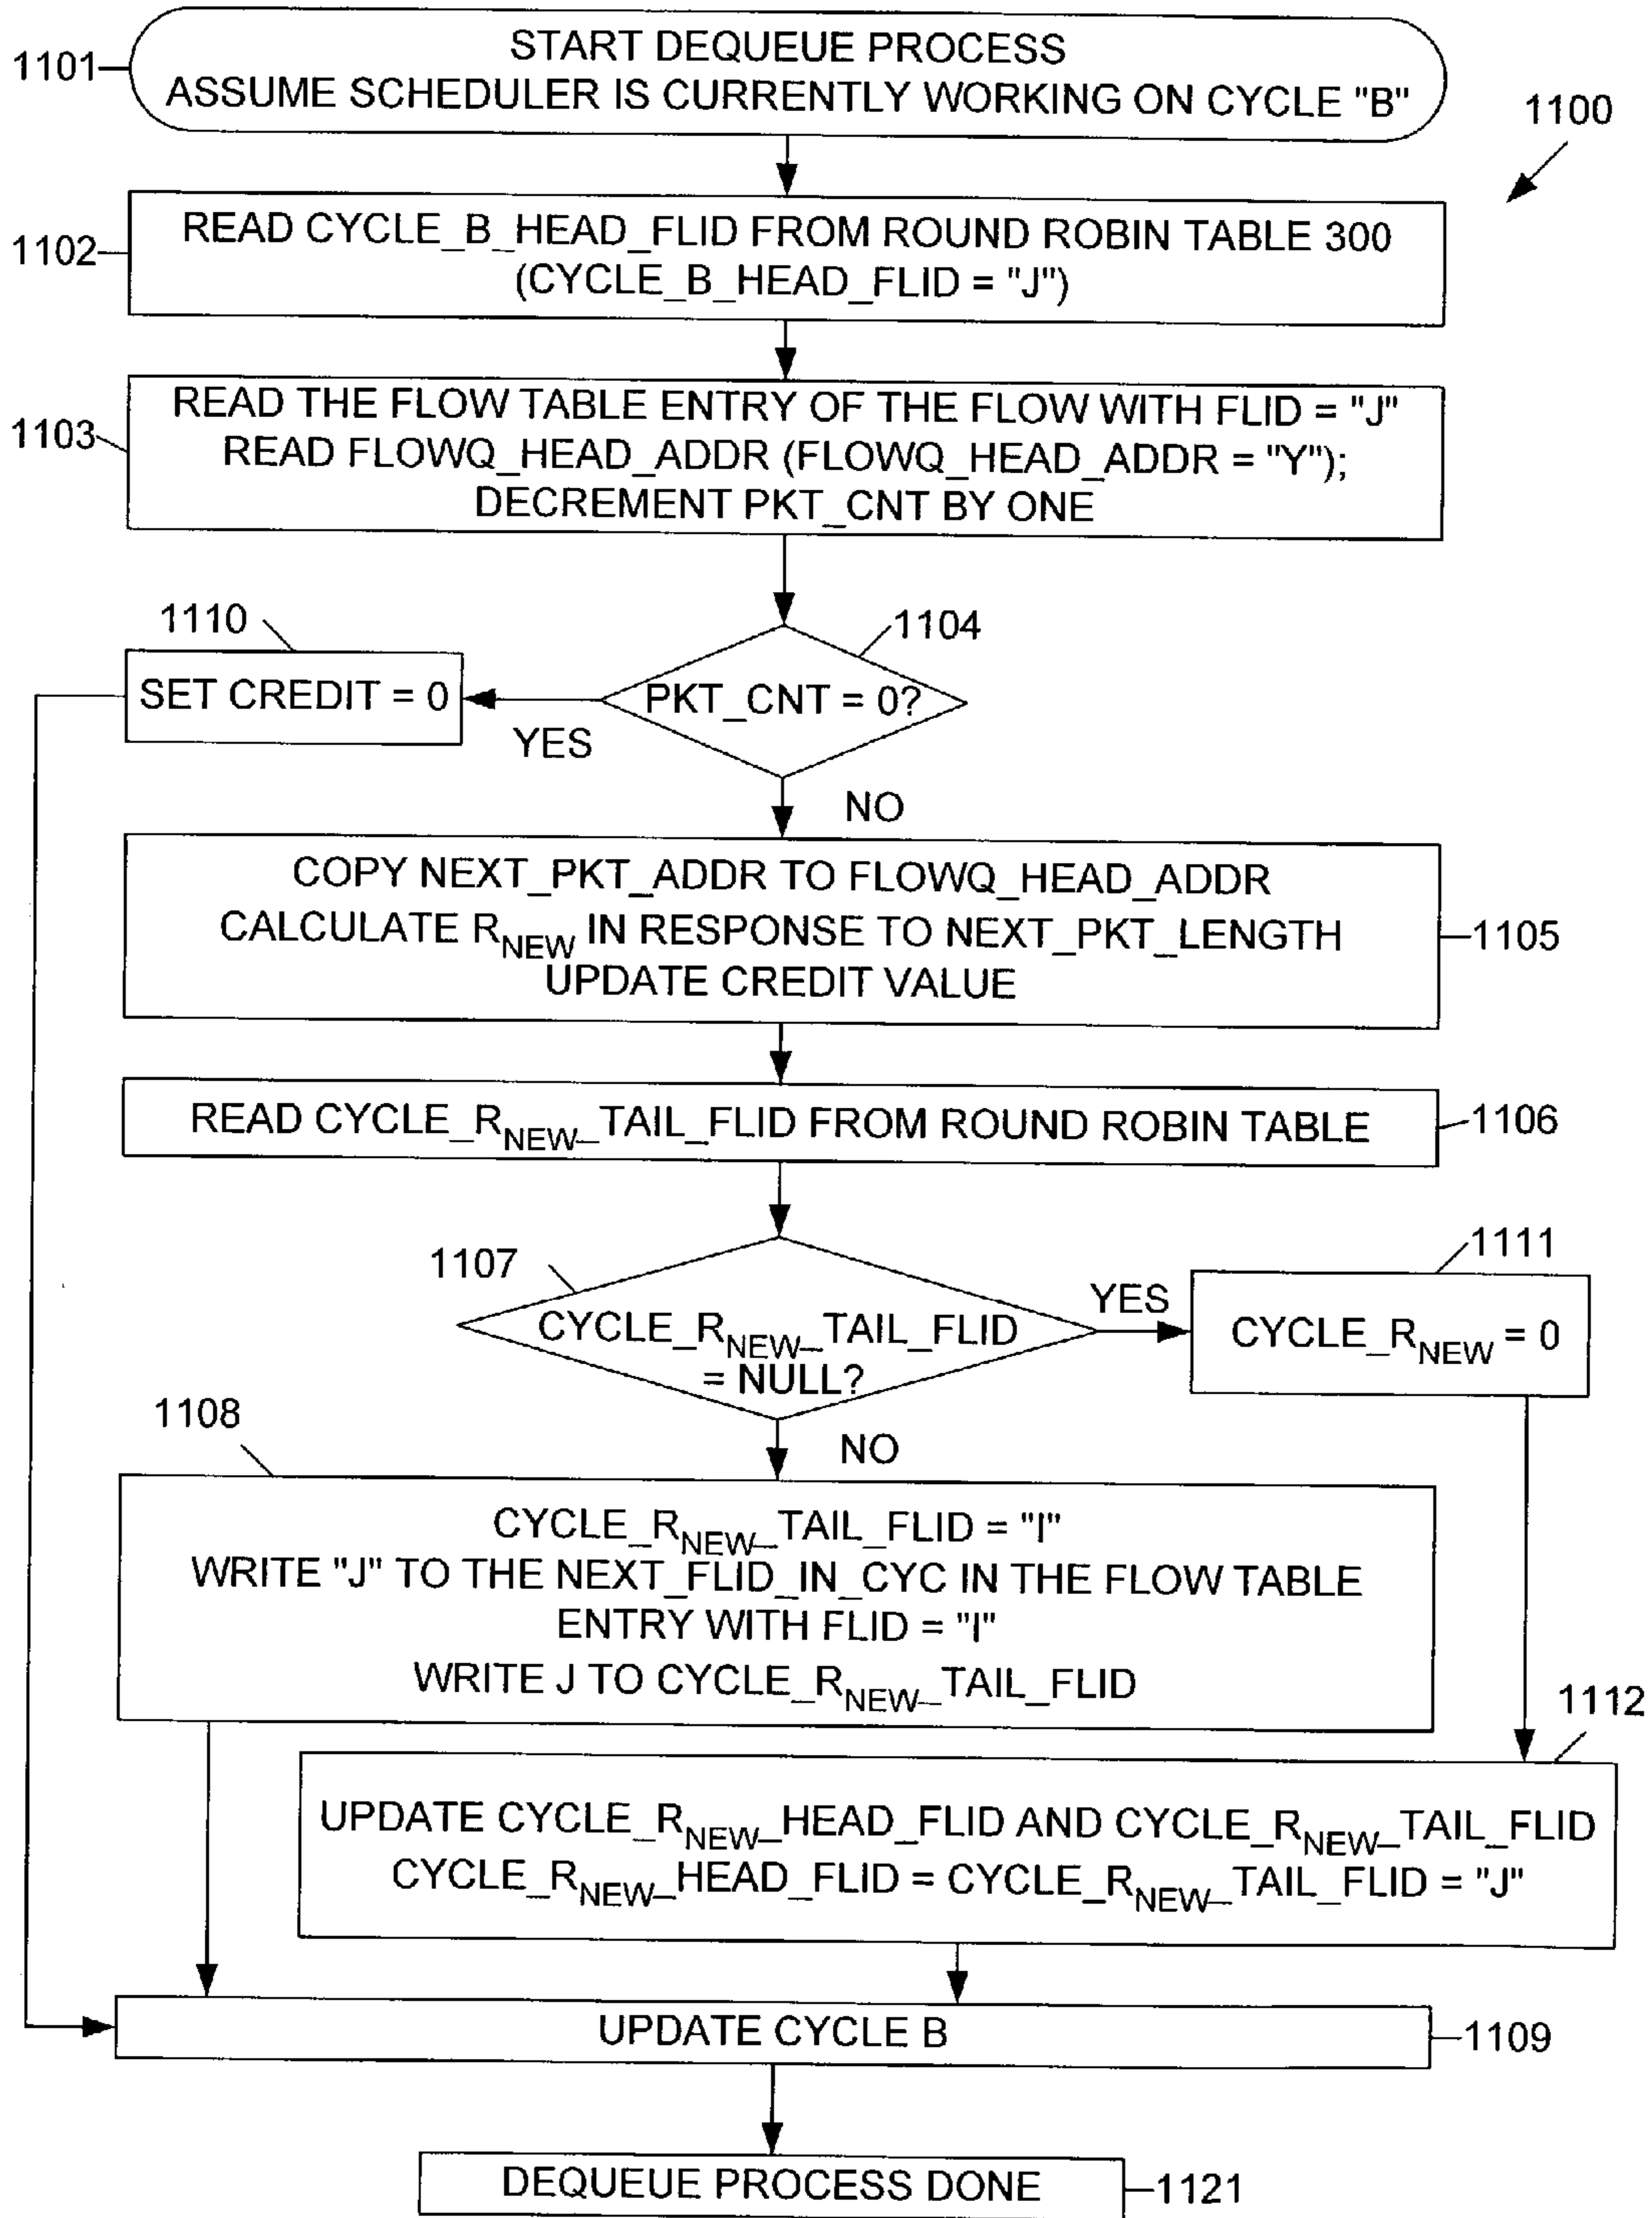 START DEQUEUE PROCESS
1101
ASSUME SCHEDULER IS CURRENTLY WORKING ON CYCLE "B"
1100
READ CYCLE_B_HEAD_FLID FROM ROUND ROBIN TABLE 300
1102
(CYCLE_B_HEAD_FLID = "J")
READ THE FLOW TABLE ENTRY OF THE FLOW WITH FLID = "J"
1103
READ FLOWQ_HEAD_ADDR (FLOWQ_HEAD_ADDR = "Y");
DECREMENT PKT_CNT BY ONE
1110
1104
SET CREDIT = 0
PKT_CNT = 0?
YES
NO
COPY NEXT_PKT_ADDR TO FLOWQ_HEAD_ADDR
CALCULATE RNEW IN RESPONSE TO NEXT_PKT_LENGTH
1105
UPDATE CREDIT VALUE
READ CYCLE_RNEW_TAIL_FLID FROM ROUND ROBIN TABLE
1106
1107
1111
YES
CYCLE_RNEW_TAIL_FLID
= NULL?
CYCLE_RNEW = 0
1108
NO
CYCLE_RNEW_TAIL_FLID = "I"
WRITE "J" TO THE NEXT_FLID_IN_CYC IN THE FLOW TABLE
ENTRY WITH FLID = "I"
WRITE J TO CYCLE_RNEW_TAIL_FLID
1112
UPDATE CYCLE_RNEW_HEAD_FLID AND CYCLE_RNEW_TAIL_FLID
CYCLE_RNEW_HEAD_FLID = CYCLE_RNEW_TAIL_FLID = "J"
UPDATE CYCLE B
1109
DEQUEUE PROCESS DONE
1121